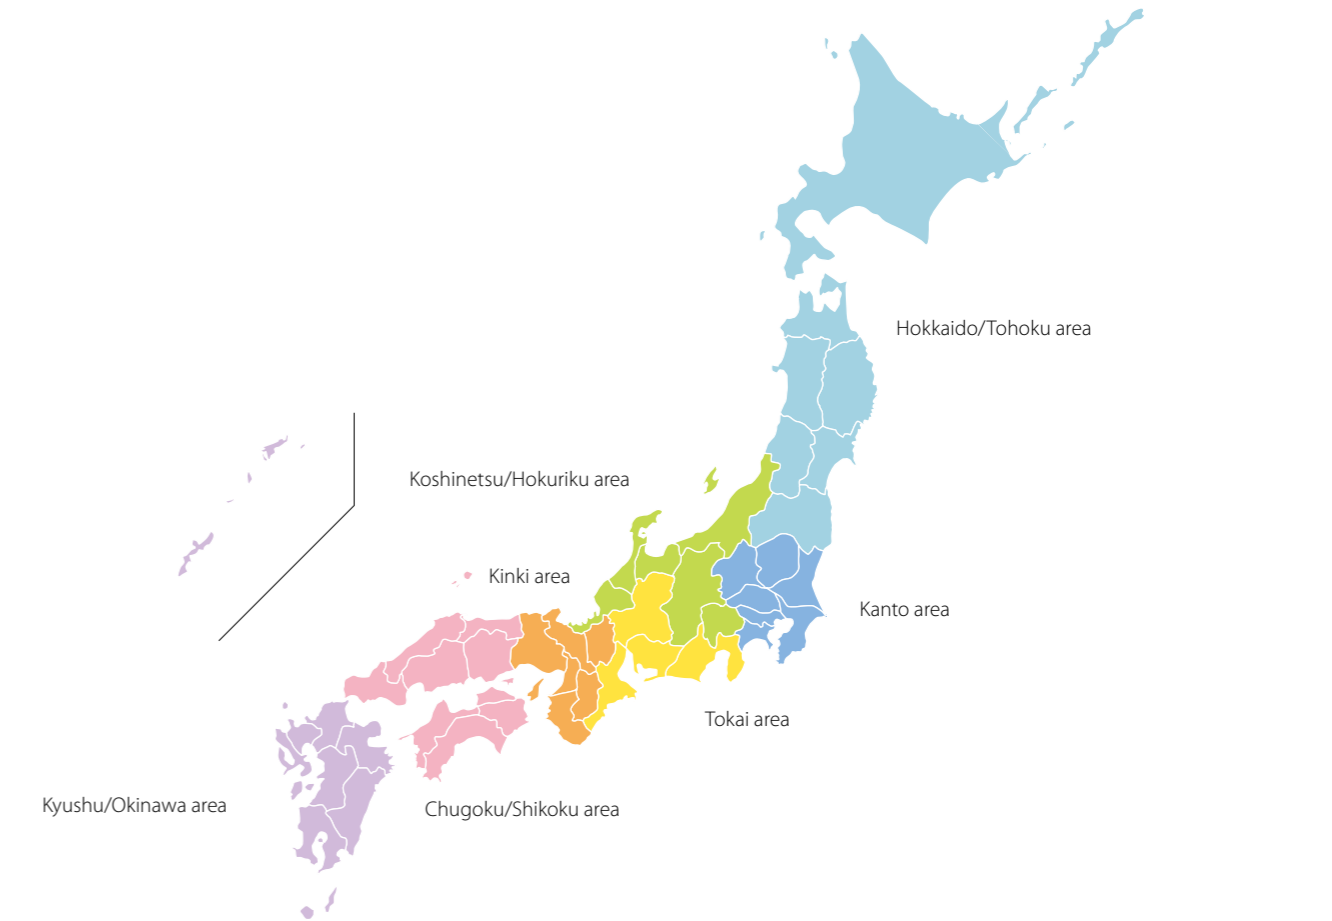 Hokkaido/Tohoku area
Koshinetsu/Hokuriku area
Kinki area
Kanto area
Tokai area
Kyushu/Okinawa area
Chugoku/Shikoku area